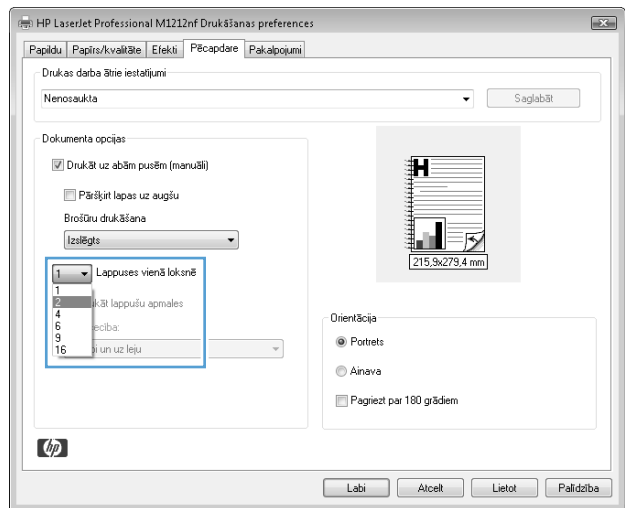 HP LaserJet Professional M1212nf Drukāšanas preferences
Papildu Papīrs/kvalitāte Efekti Pēcapdare Pakalpojumi
Drukas darba ātrie iestatījumi
Nenosaukta
Saglabāt
Dokumenta opcijas
Drukāt uz abām pusēm (manuāli)
Pāršķirt lapas uz augšu
Brošūru drukāšana
Izslēgts
1 Lappuses vienā loksnē
1
2 kāt lappušu apmales
4
6 ecība:
9
16 bi un uz leju
H
215,9x279,4 mm
Orientācija
Portrets
Ainava
Pagriezt par 180 grādiem
hp
Labi Atcelt Lietot Palīdzība